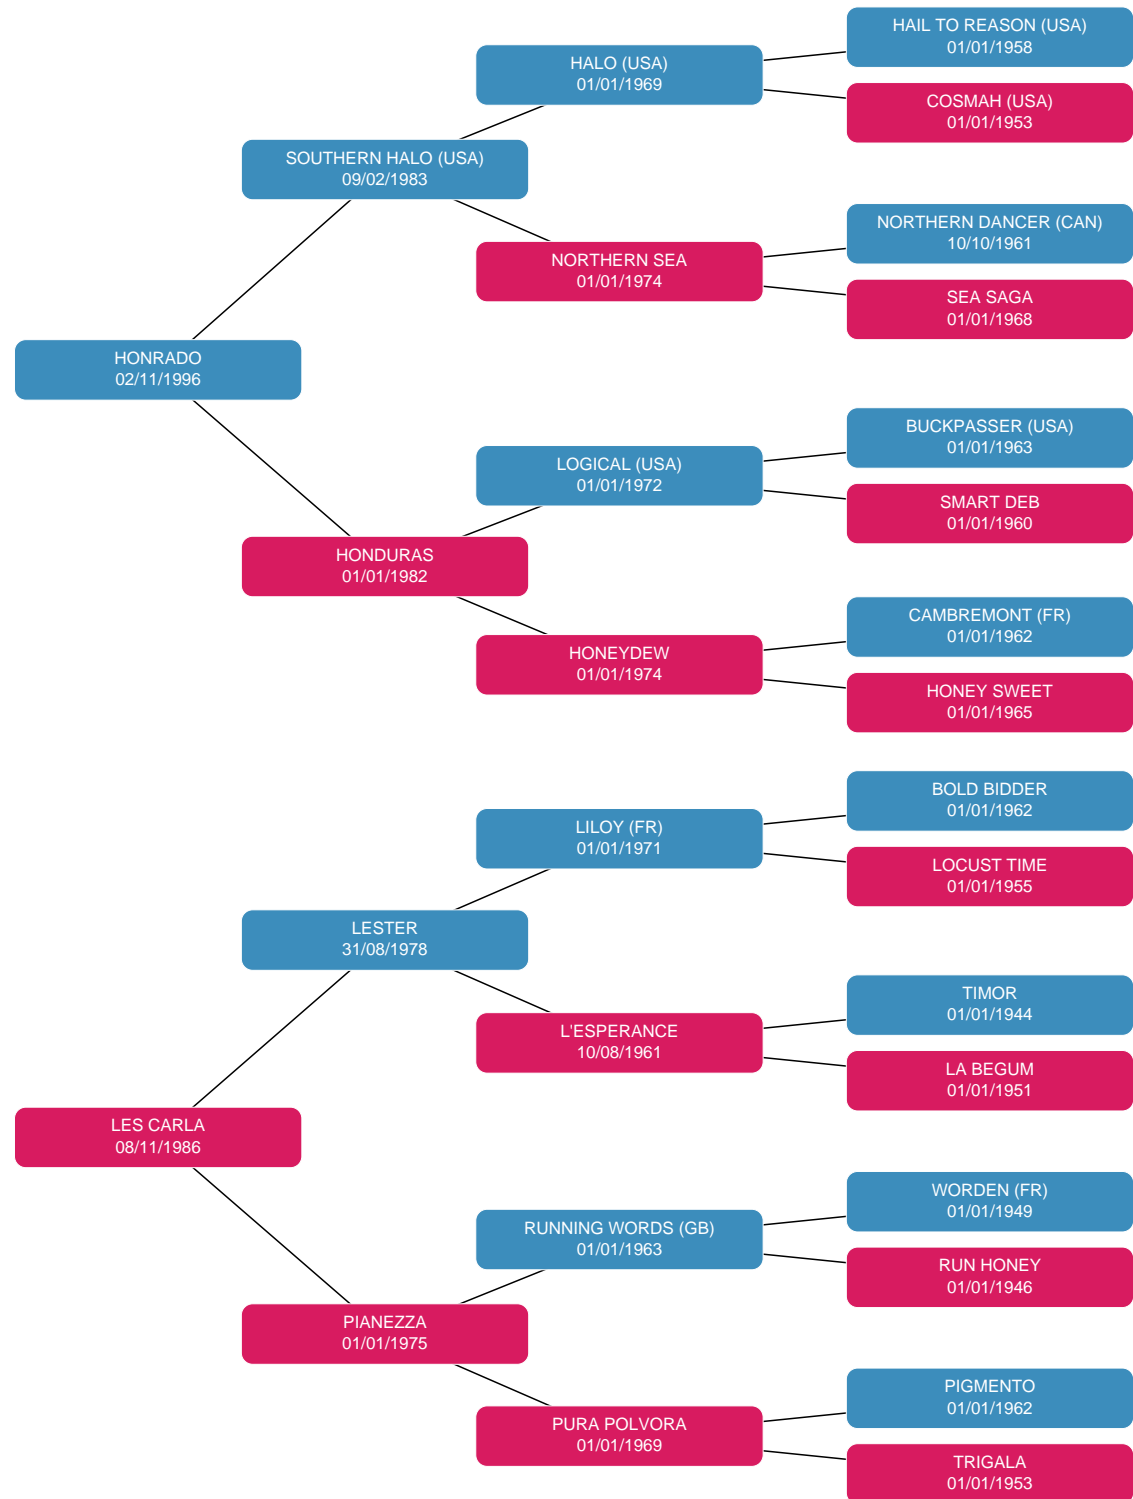 HAIL TO REASON (USA)
01/01/1958
HALO (USA)
01/01/1969
COSMAH (USA)
01/01/1953
SOUTHERN HALO (USA)
09/02/1983
NORTHERN DANCER (CAN)
10/10/1961
NORTHERN SEA
01/01/1974
SEA SAGA
01/01/1968
HONRADO
02/11/1996
BUCKPASSER (USA)
01/01/1963
LOGICAL (USA)
01/01/1972
SMART DEB
01/01/1960
HONDURAS
01/01/1982
CAMBREMONT (FR)
01/01/1962
HONEYDEW
01/01/1974
HONEY SWEET
01/01/1965
BOLD BIDDER
01/01/1962
LILOY (FR)
01/01/1971
LOCUST TIME
01/01/1955
LESTER
31/08/1978
TIMOR
01/01/1944
L'ESPERANCE
10/08/1961
LA BEGUM
01/01/1951
LES CARLA
08/11/1986
WORDEN (FR)
01/01/1949
RUNNING WORDS (GB)
01/01/1963
RUN HONEY
01/01/1946
PIANEZZA
01/01/1975
PIGMENTO
01/01/1962
PURA POLVORA
01/01/1969
TRIGALA
01/01/1953